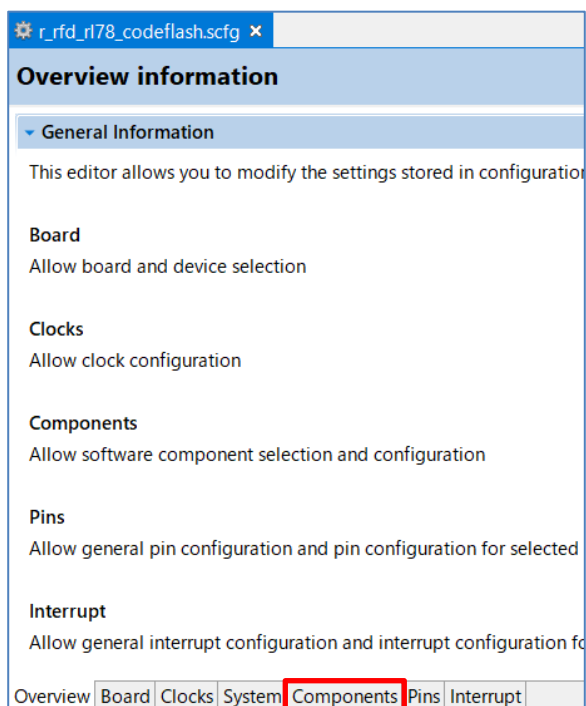 r_rfd_rl78_codeflash.scfg
Overview information
General Information
This editor allows you to modify the settings stored in configuration
Board
Allow board and device selection
Clocks
Allow clock configuration
Components
Allow software component selection and configuration
Pins
Allow general pin configuration and pin configuration for selected
Interrupt
Allow general interrupt configuration and interrupt configuration
Overview Board Clocks System Components Pins Interrupt